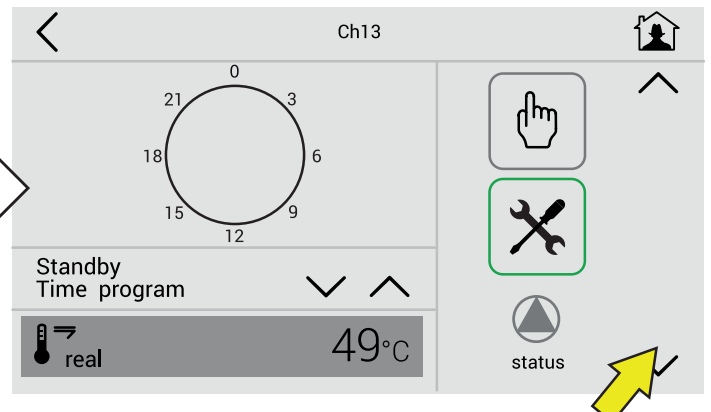 Ch13
0
21
3
18
6
15
9
12
Standby
Time program
real
49°C
status